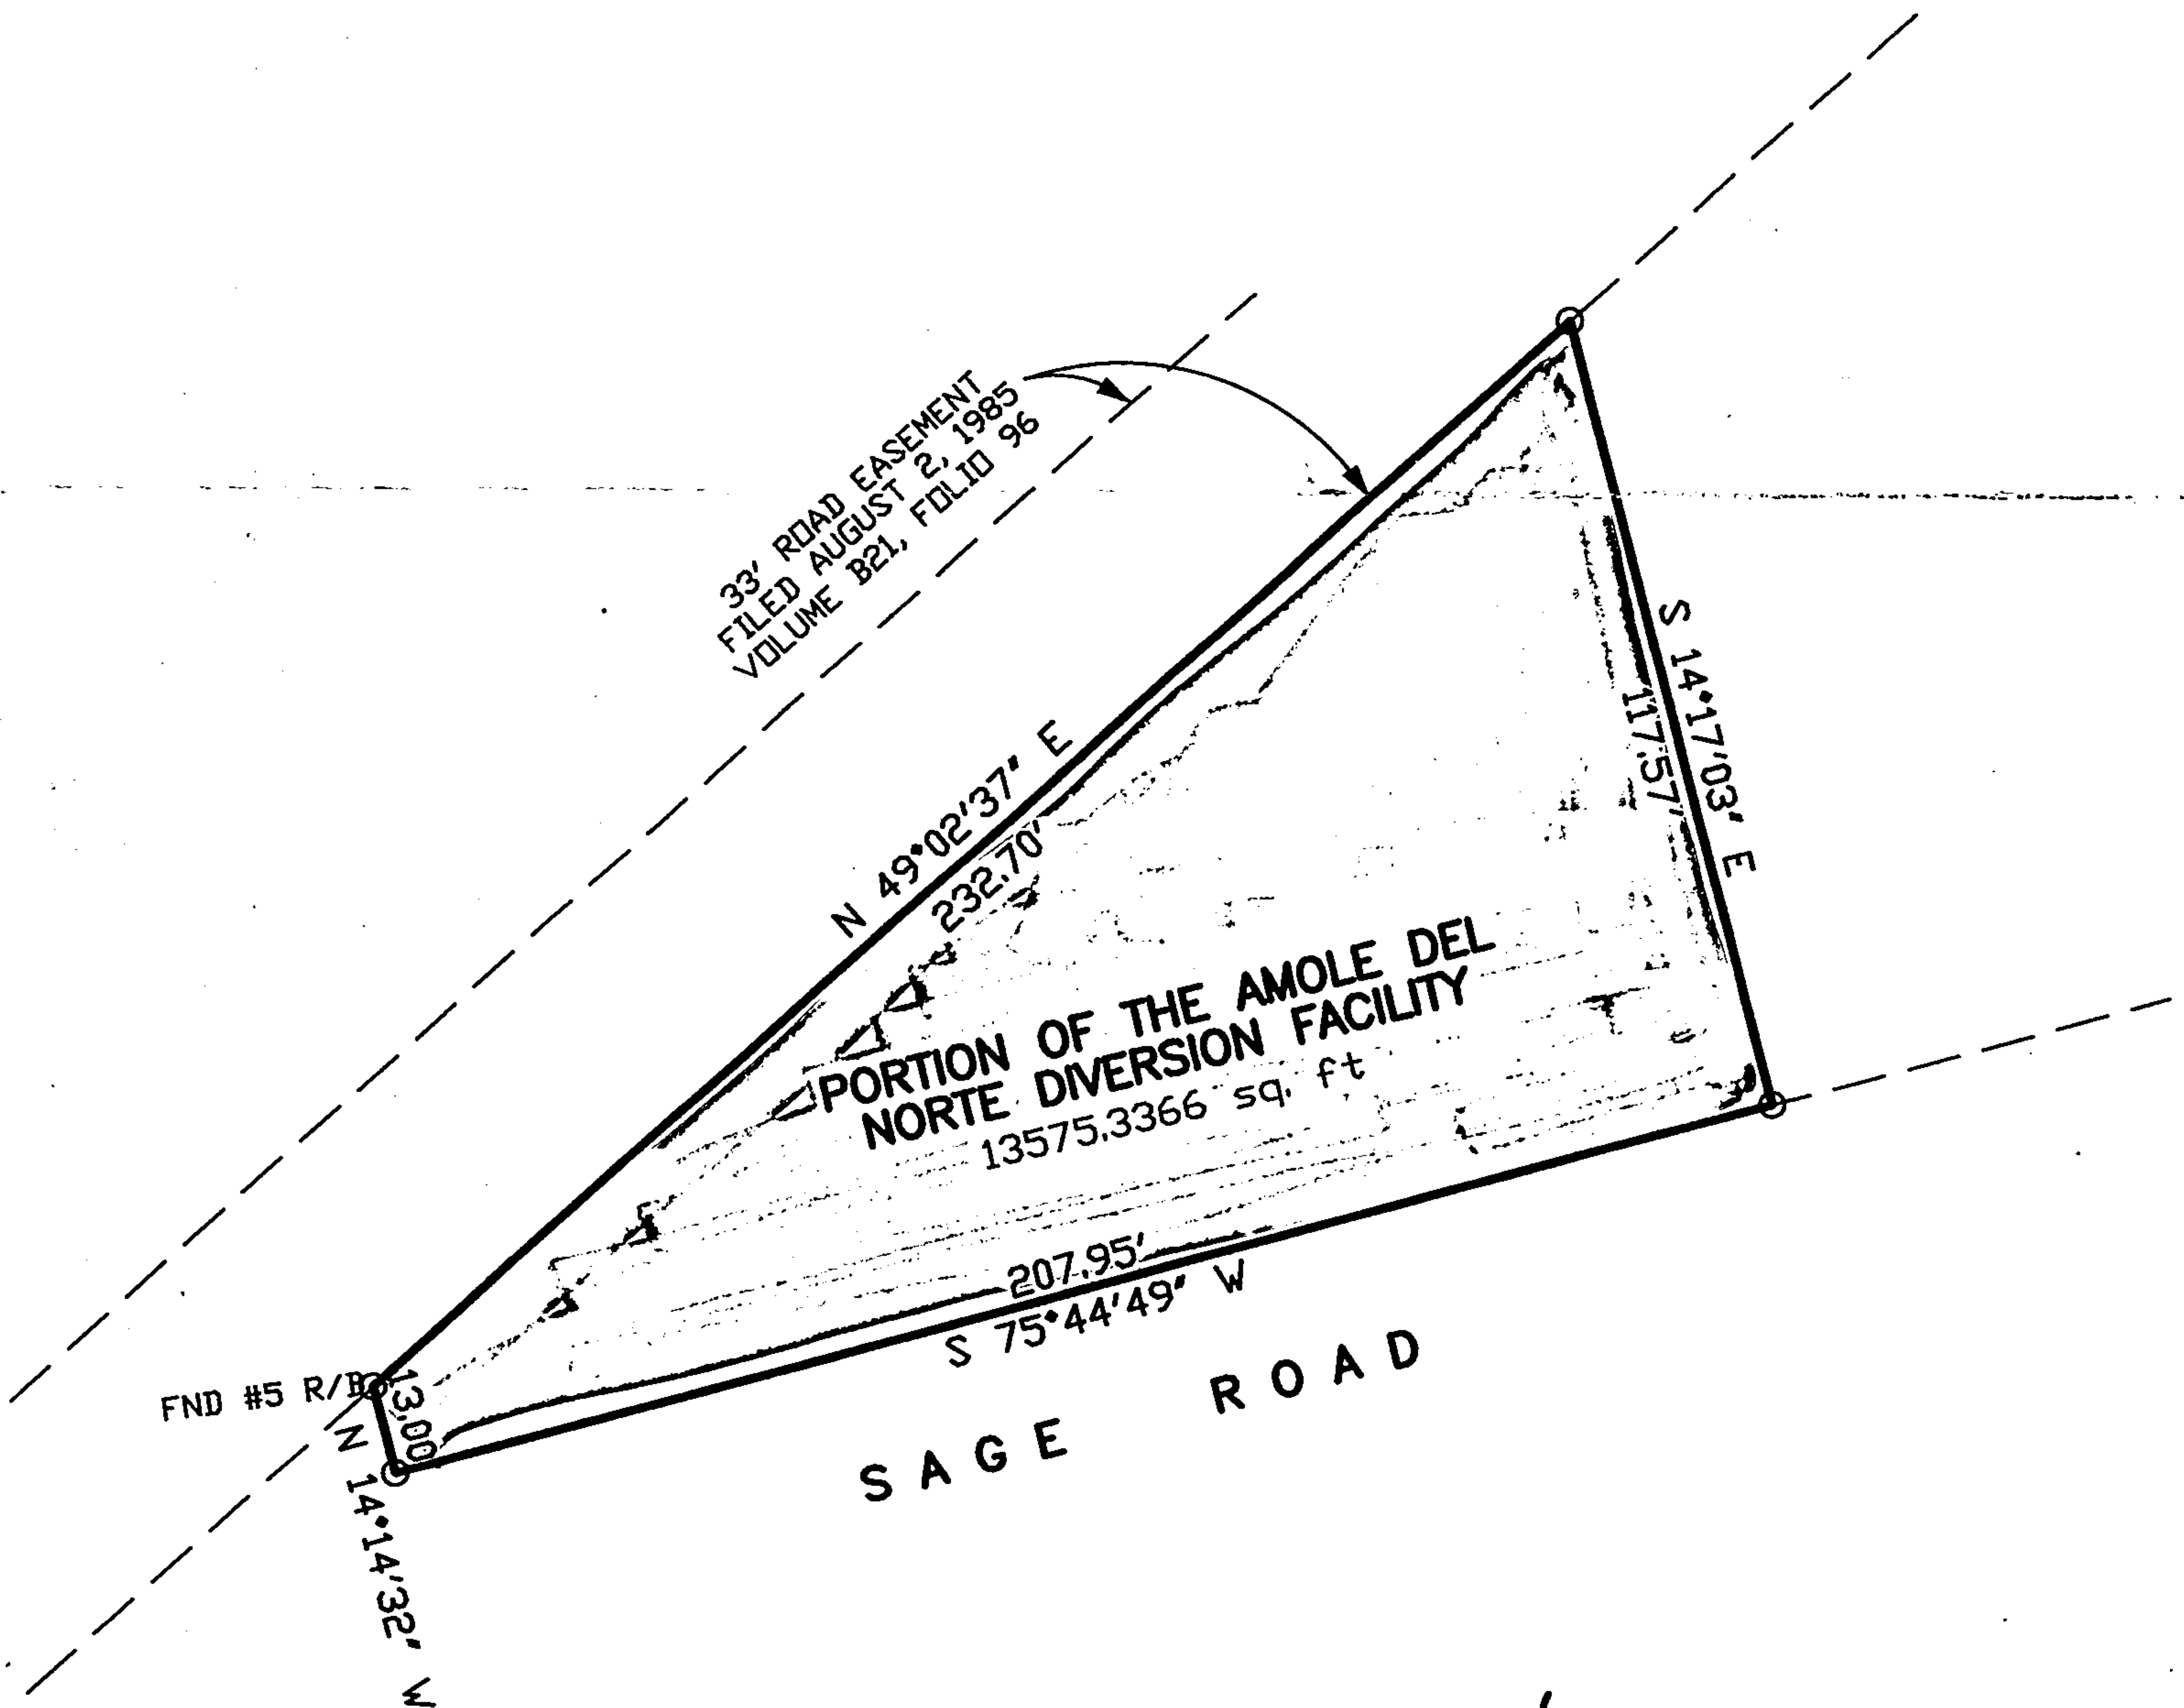 33' ROAD EASEMENT
FILED AUGUST 2, 1985
VOLUME B21, FOLIO 96
N 49°02'37" E
232.70'
S 14°17'03" E
117.57'
PORTION OF THE AMOLE DEL
NORTE DIVERSION FACILITY
13575.3366 sq. ft
207.95'
S 75°44'49" W
FND #5 R/B
13.00
N 14°14'32" W
SAGE ROAD